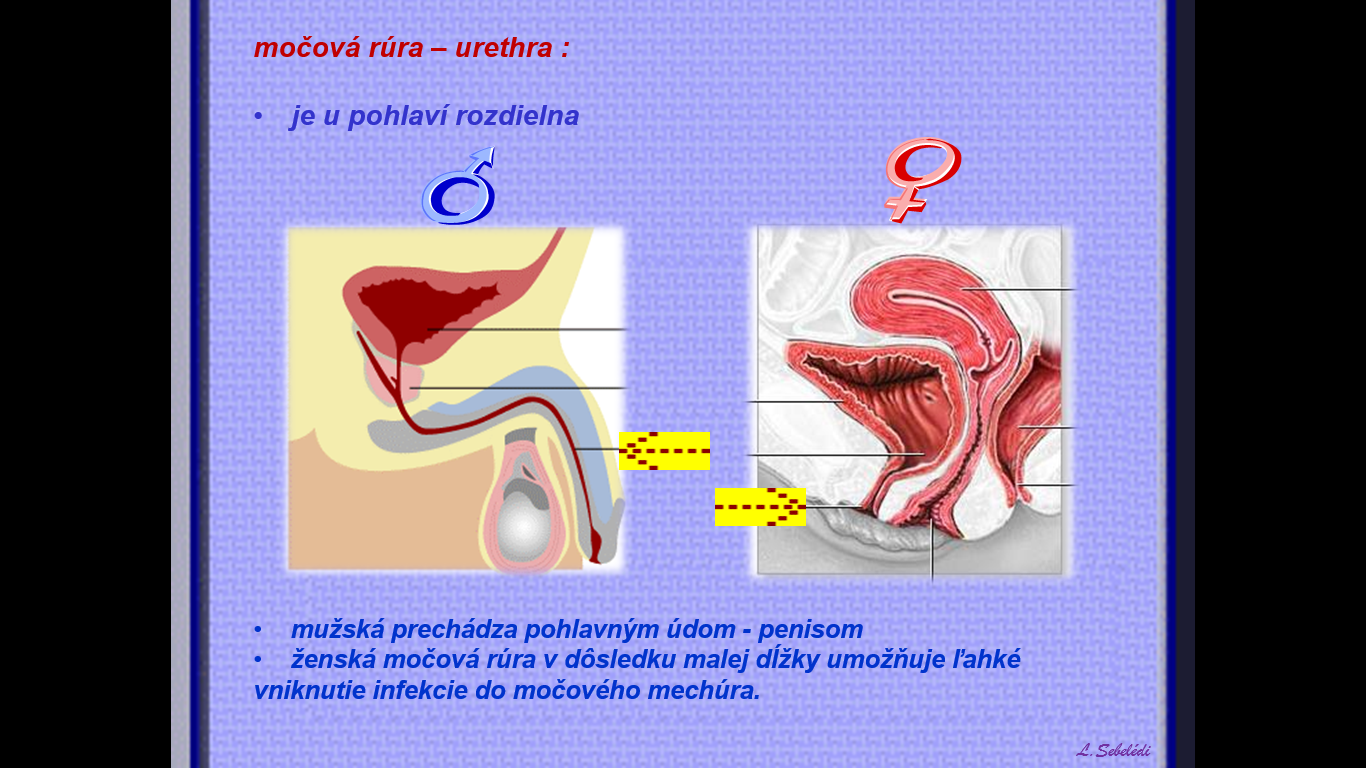 močová rúra – urethra :
• je u pohlaví rozdielna
• mužská prechádza pohlavným údom - penisom
• ženská močová rúra v dôsledku malej dĺžky umožňuje ľahké
vniknutie infekcie do močového mechúra.
L. Sebelédi